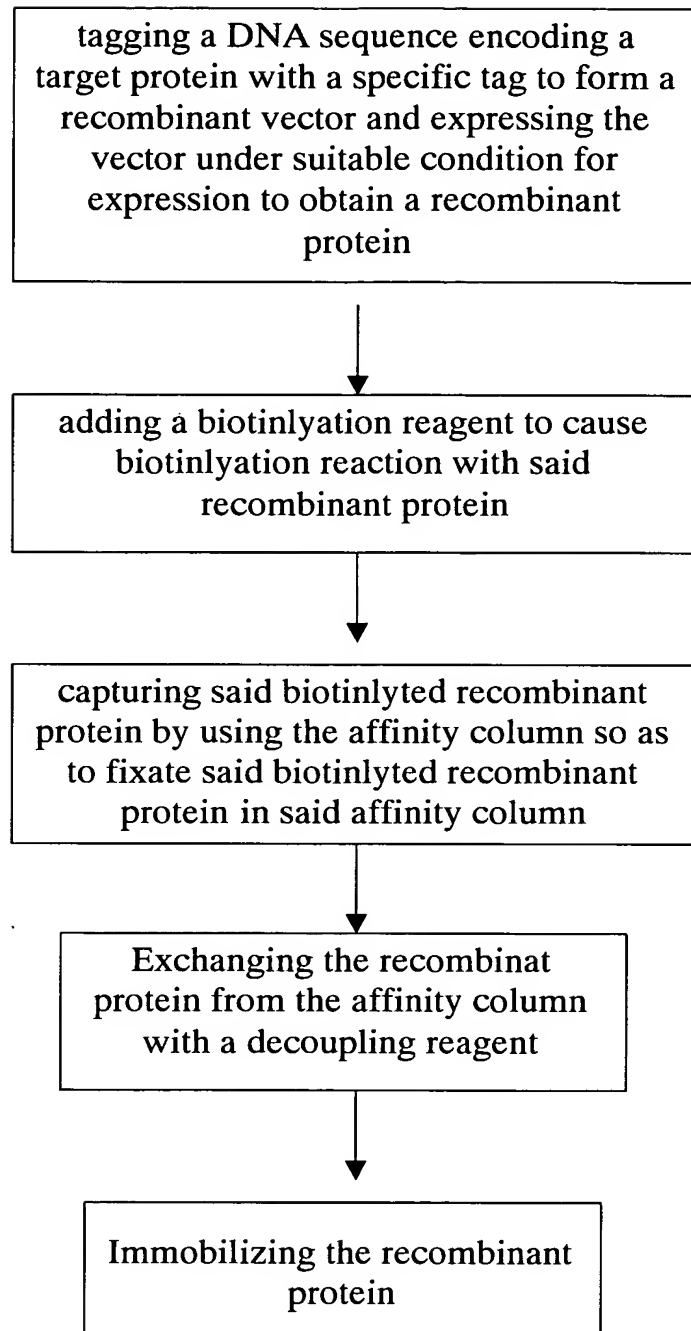 tagging a DNA sequence encoding a
target protein with a specific tag to form a
recombinant vector and expressing the
vector under suitable condition for
expression to obtain a recombinant
protein
adding a biotinlyation reagent to cause
biotinlyation reaction with said
recombinant protein
capturing said biotinlyted recombinant
protein by using the affinity column so as
to fixate said biotinlyted recombinant
protein in said affinity column
Exchanging the recombinat
protein from the affinity column
with a decoupling reagent
Immobilizing the recombinant
protein